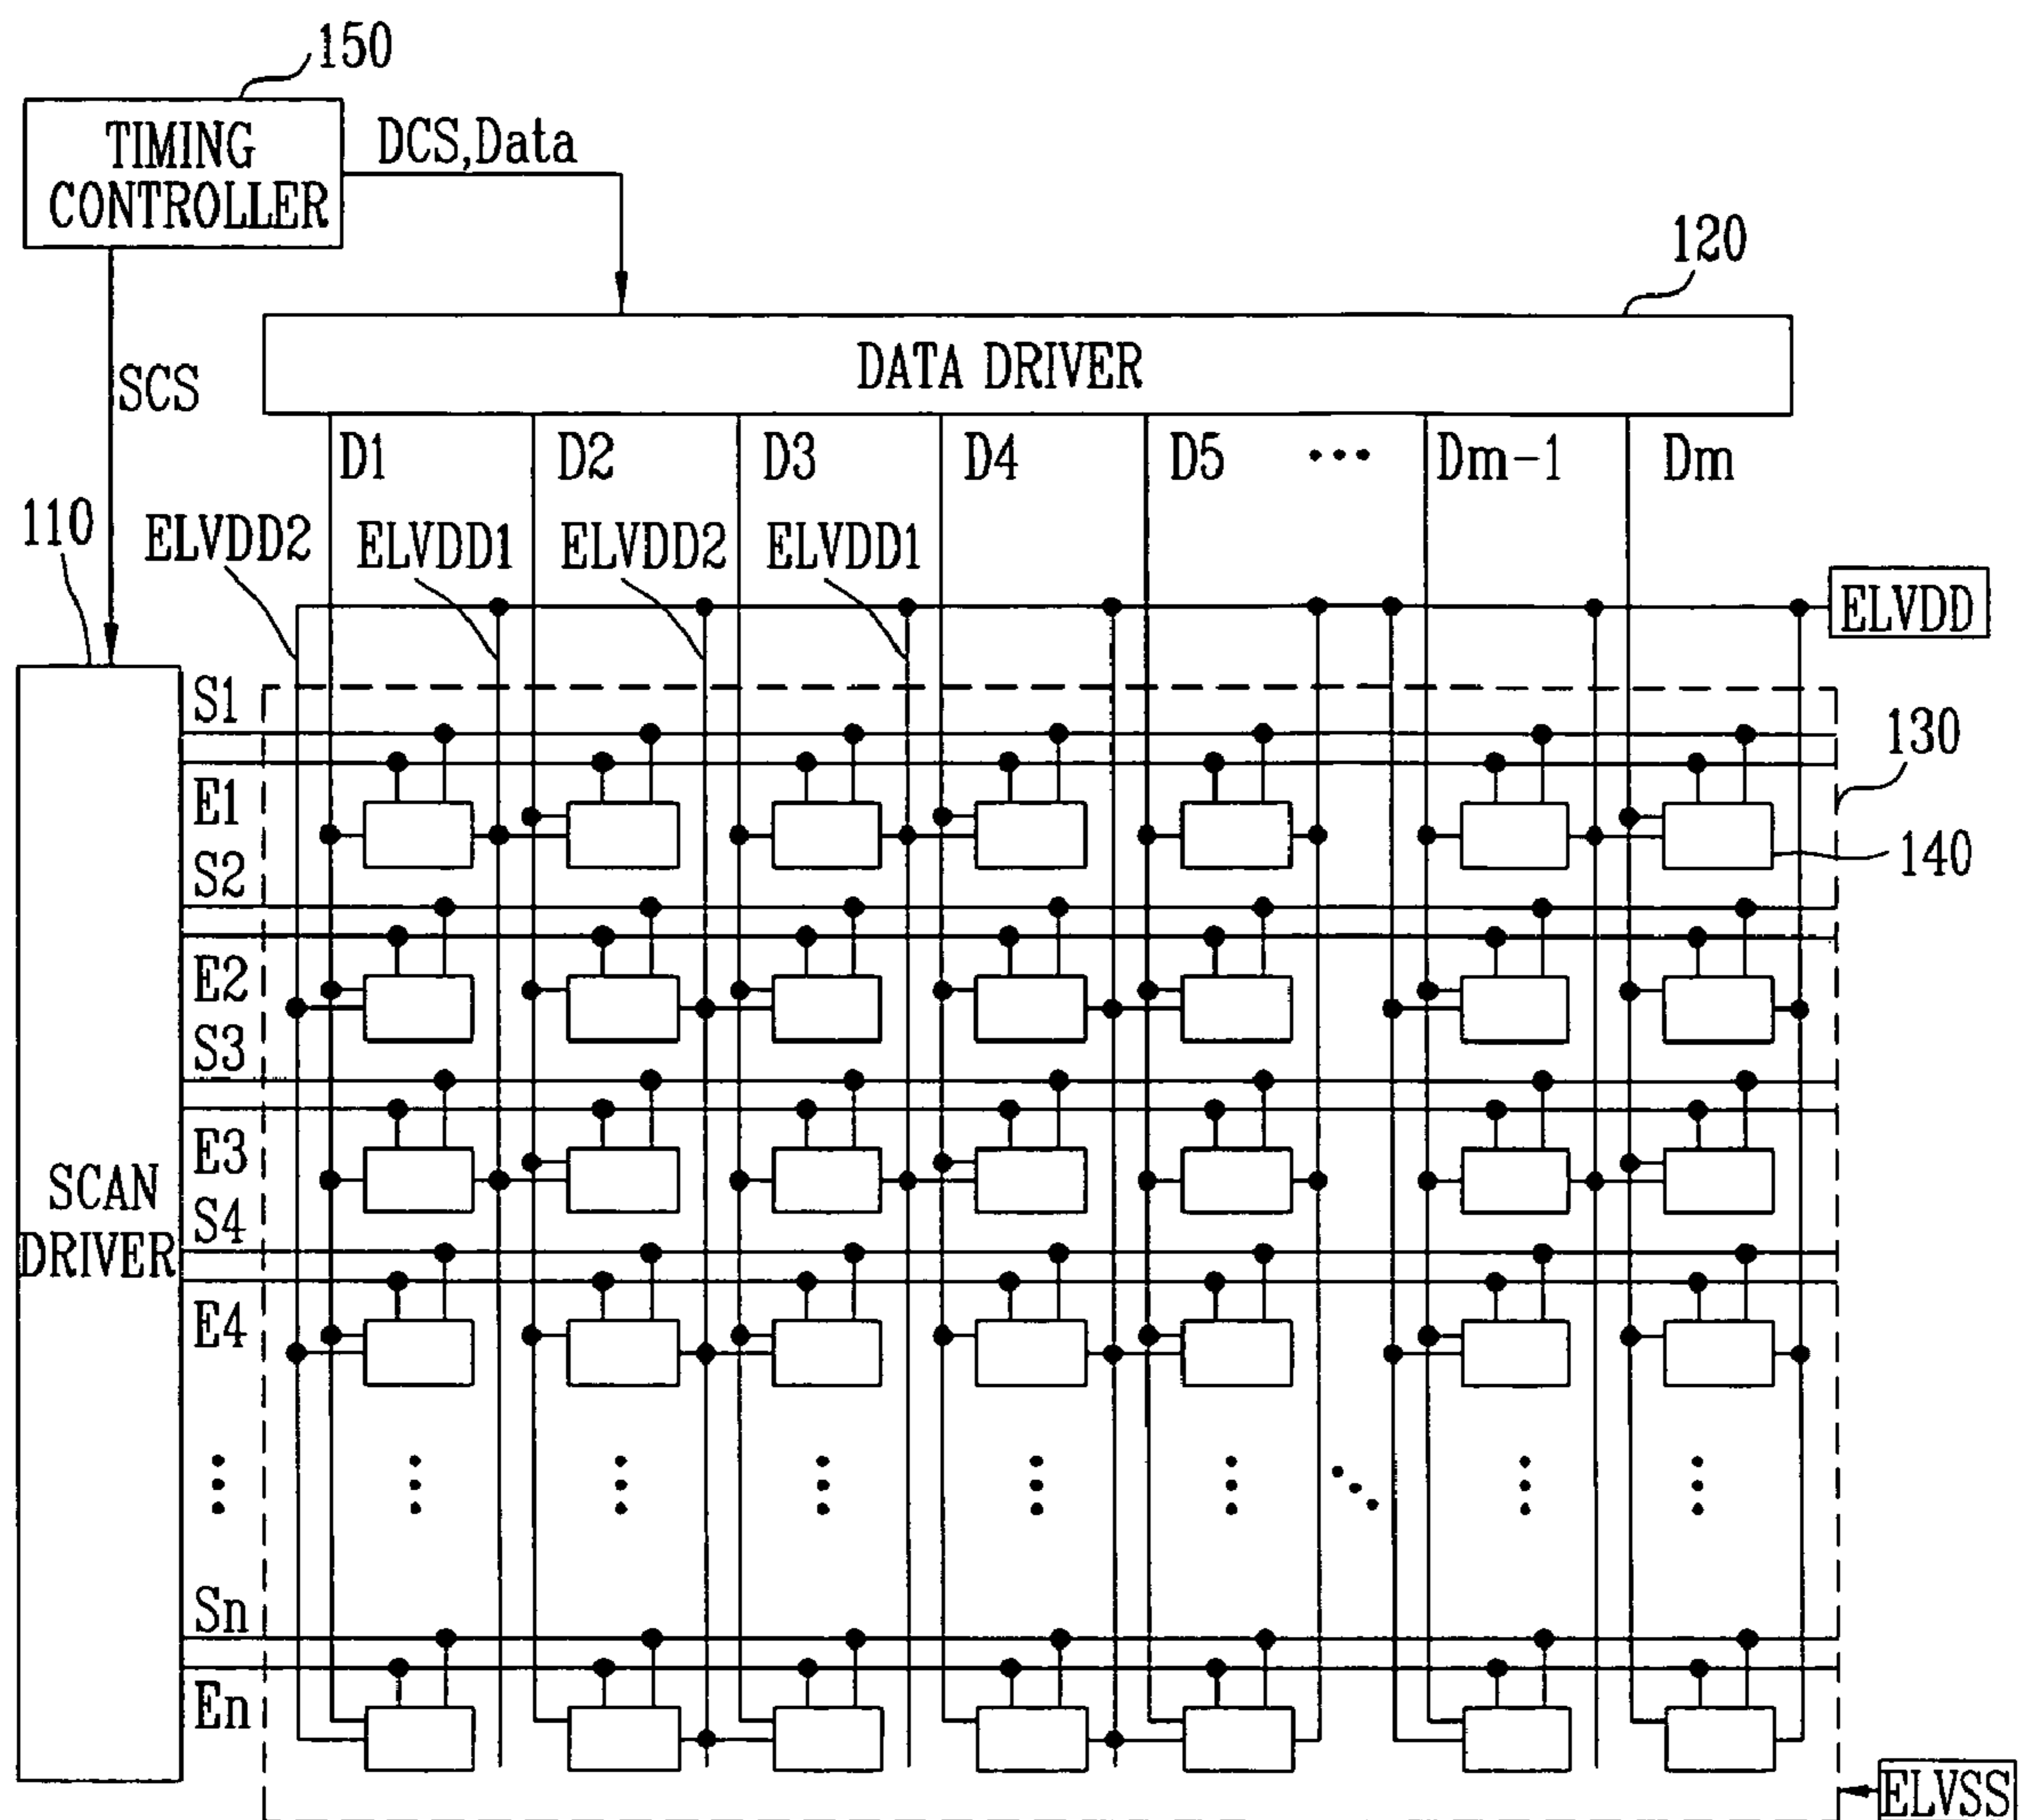 150
TIMING
CONTROLLER
DCS,Data
120
DATA DRIVER
SCS
D1 D2 D3 D4 D5 ... Dm-1 Dm
110
ELVDD2 ELVDD1 ELVDD2 ELVDD1
ELVDD
S1
130
E1
140
S2
E2
S3
E3
SCAN
DRIVER
S4
E4
Sn
En
ELVSS